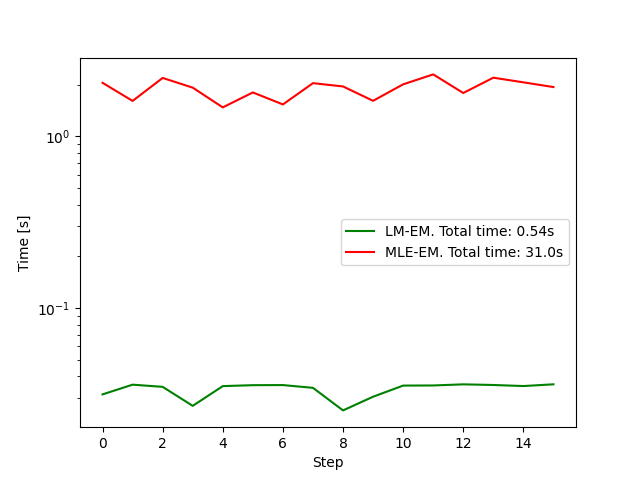 Time [s]
10⁰
10⁻¹
LM-EM. Total time: 0.54s
MLE-EM. Total time: 31.0s
0 2 4 6 8 10 12 14
Step